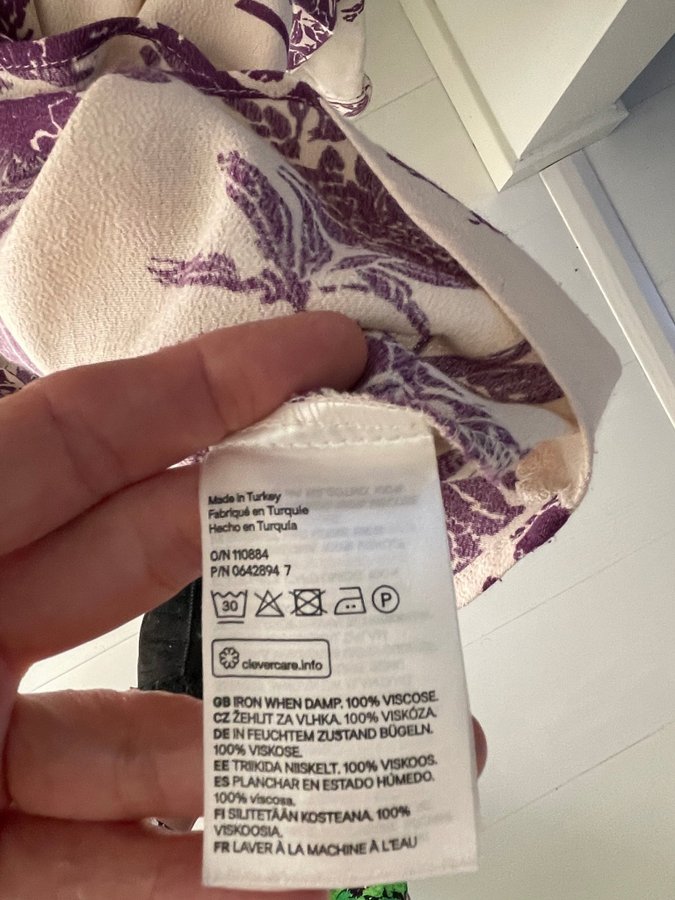 Made in Turkey
Fabriqué en Turquie
Hecho en Turquía
O/N 110884
P/N 0642894 7
30 P
clevercare.info
GB IRON WHEN DAMP. 100% VISCOSE.
CZ ŽEHLIT ZA VLHKA. 100% VISKÓZA.
DE IN FEUCHTEM ZUSTAND BÜGELN.
100% VISKOSE.
EE TRIIKIDA NIISKELT. 100% VISKOOS.
ES PLANCHAR EN ESTADO HÚMEDO.
100% viscosa.
FI SILITETÄÄN KOSTEANA. 100%
VISKOOSIA.
FR LAVER À LA MACHINE À L'EAU